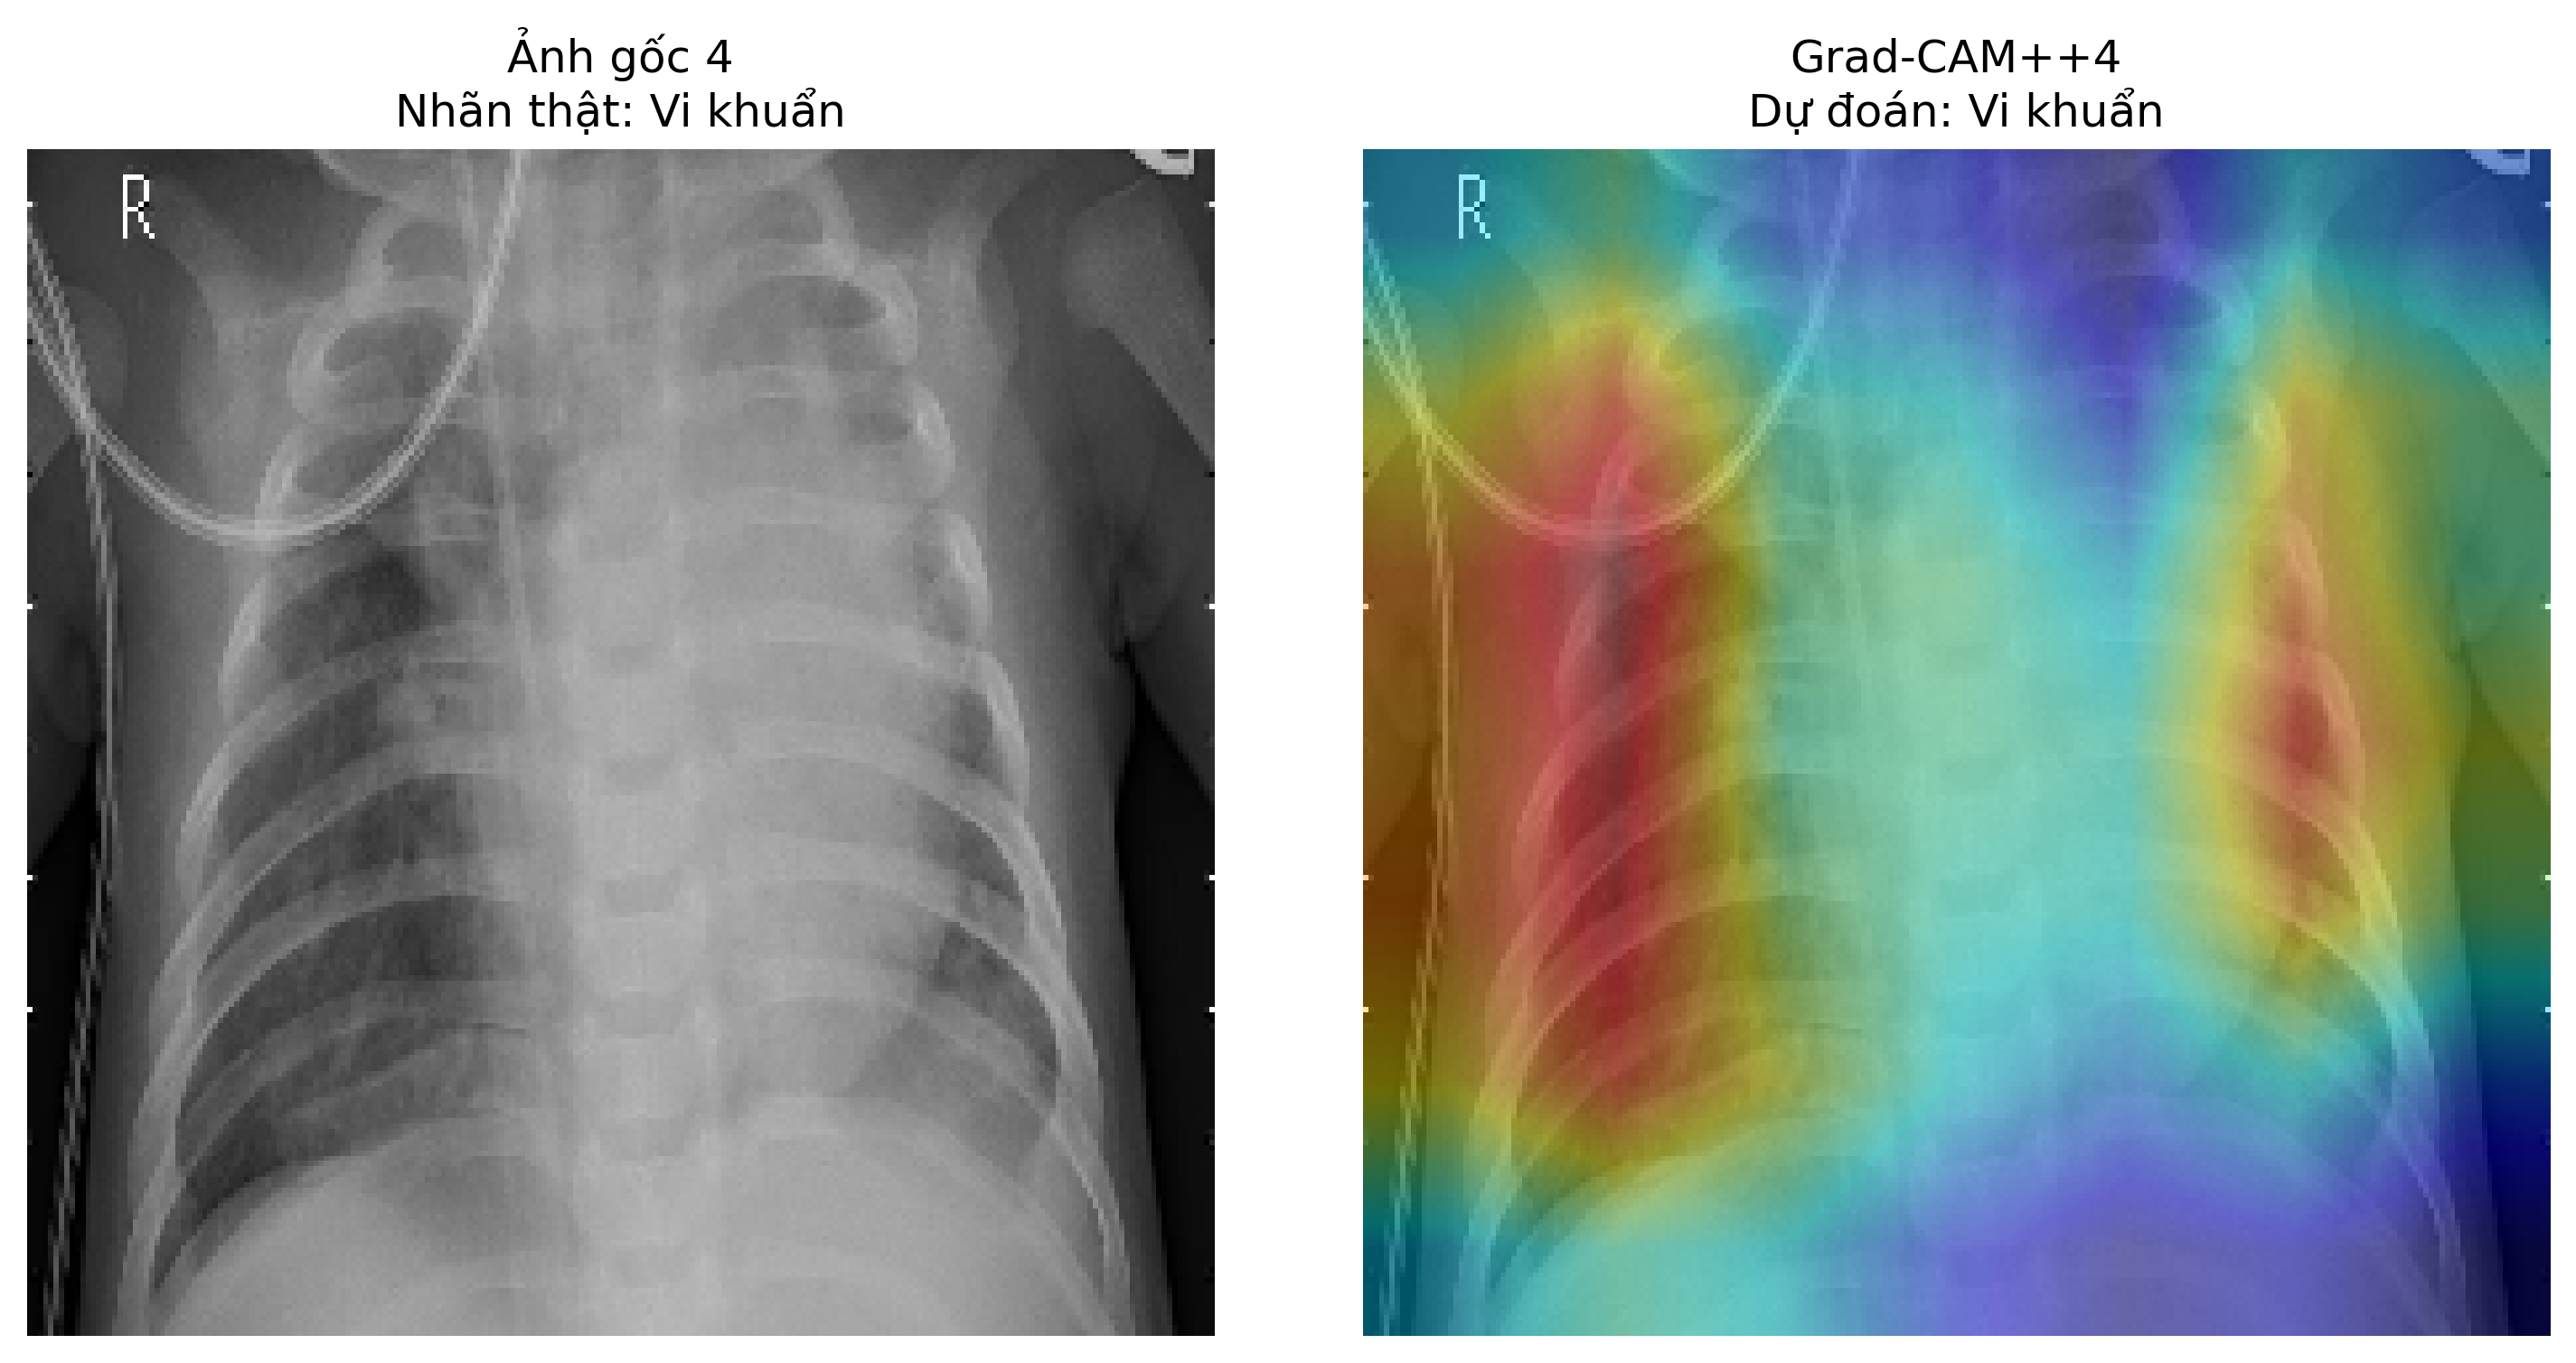 Ảnh gốc 4
Nhãn thật: Vi khuẩn
R
Grad-CAM++4
Dự đoán: Vi khuẩn
R